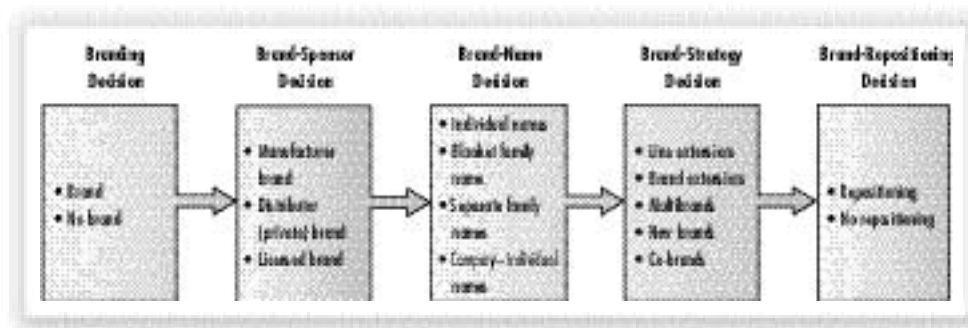 Branding
Decision
Brand-Sponsor
Decision
Brand-Name
Decision
Brand-Strategy
Decision
Brand-Repositioning
Decision
• Brand
• No brand
• Manufacturer
brand
• Distributor
(private) brand
• Licensed brand
• Individual names
• Blanket family
name
• Separate family
names
• Company–individual
names
• Line extensions
• Brand extensions
• Multibrands
• New brands
• Co-brands
• Repositioning
• No repositioning